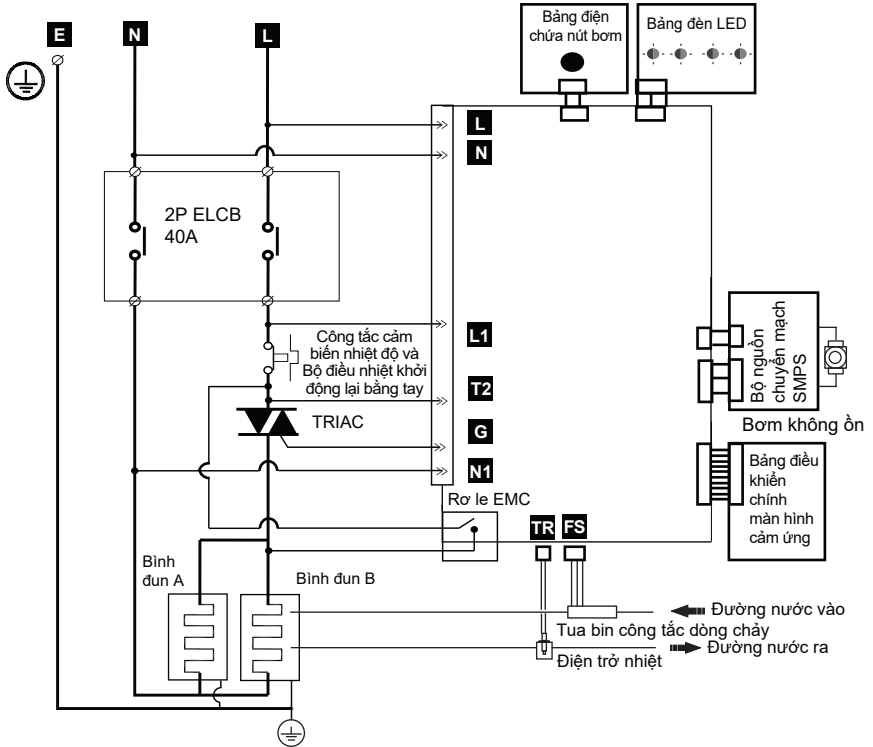 E
N
L
Bảng điện
chứa nút bơm
Bảng đèn LED
L
N
2P ELCB
40A
L1
Công tắc cảm
biến nhiệt độ và
Bộ điều nhiệt khởi
động lại bằng tay
T2
TRIAC
G
N1
Bộ nguồn
chuyển mạch
SMPS
Bơm không ồn
Bảng điều
khiển
chính
màn hình
cảm ứng
Rơ le EMC
TR
FS
Bình
đun A
Bình đun B
Đường nước vào
Tua bin công tắc dòng chảy
Đường nước ra
Điện trở nhiệt